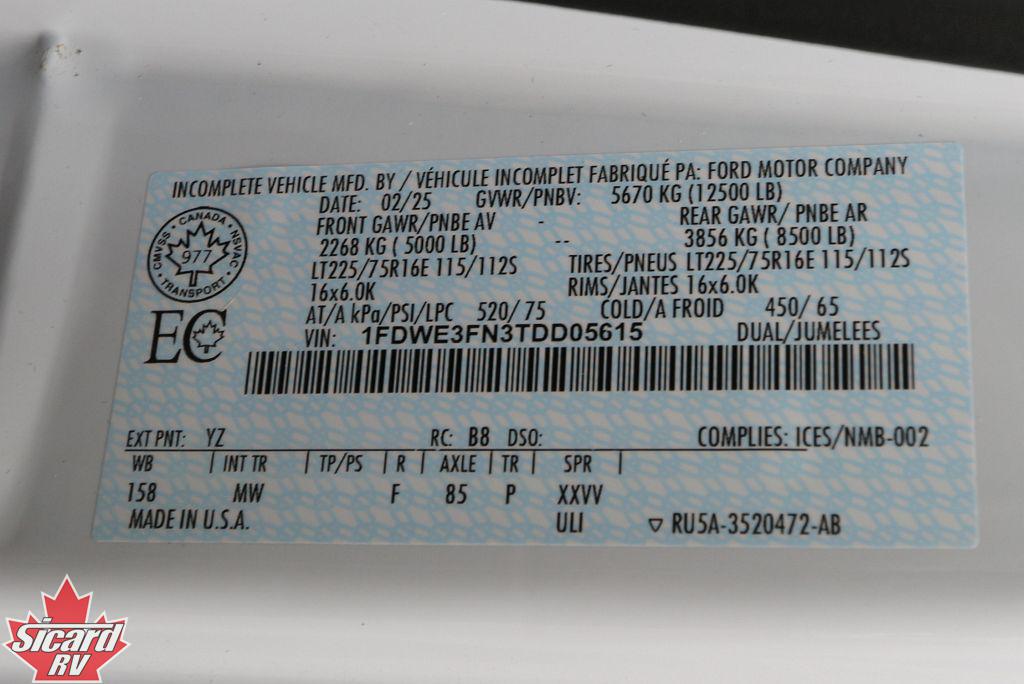 INCOMPLETE VEHICLE MFD. BY / VÉHICULE INCOMPLET FABRIQUÉ PA: FORD MOTOR COMPANY
DATE: 02/25 GVWR/PNBV: 5670 KG (12500 LB)
FRONT GAWR/PNBE AV - REAR GAWR/ PNBE AR
2268 KG ( 5000 LB) -- 3856 KG ( 8500 LB)
LT225/75R16E 115/112S TIRES/PNEUS LT225/75R16E 115/112S
16x6.0K RIMS/JANTES 16x6.0K
AT/A kPa/PSI/LPC 520/ 75 COLD/A FROID 450/ 65
VIN: 1FDWE3FN3TDD05615 DUAL/JUMELEES
CMVSS • CANADA • NSVAC • TRANSPORT •
977
EC
EXT PNT: YZ RC: B8 DSO: COMPLIES: ICES/NMB-002
WB | INT TR | TP/PS | R | AXLE | TR | SPR |
158 MW F 85 P XXVV
MADE IN U.S.A. ULI ▽ RU5A-3520472-AB
Sicard
RV